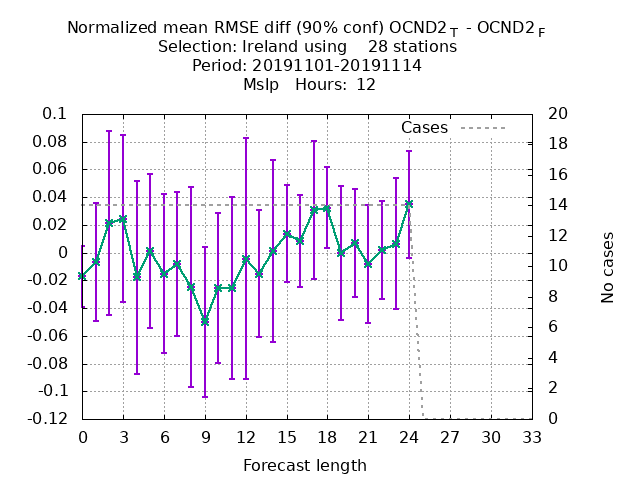 Normalized mean RMSE diff (90% conf) OCND2 T - OCND2 F
Selection: Ireland using 28 stations
Period: 20191101-20191114
Mslp Hours: 12
Cases
0.1
0.08
0.06
0.04
0.02
0
-0.02
-0.04
-0.06
-0.08
-0.1
-0.12
20
18
16
14
12
10
8
6
4
2
0
No cases
0 3 6 9 12 15 18 21 24 27 30 33
Forecast length